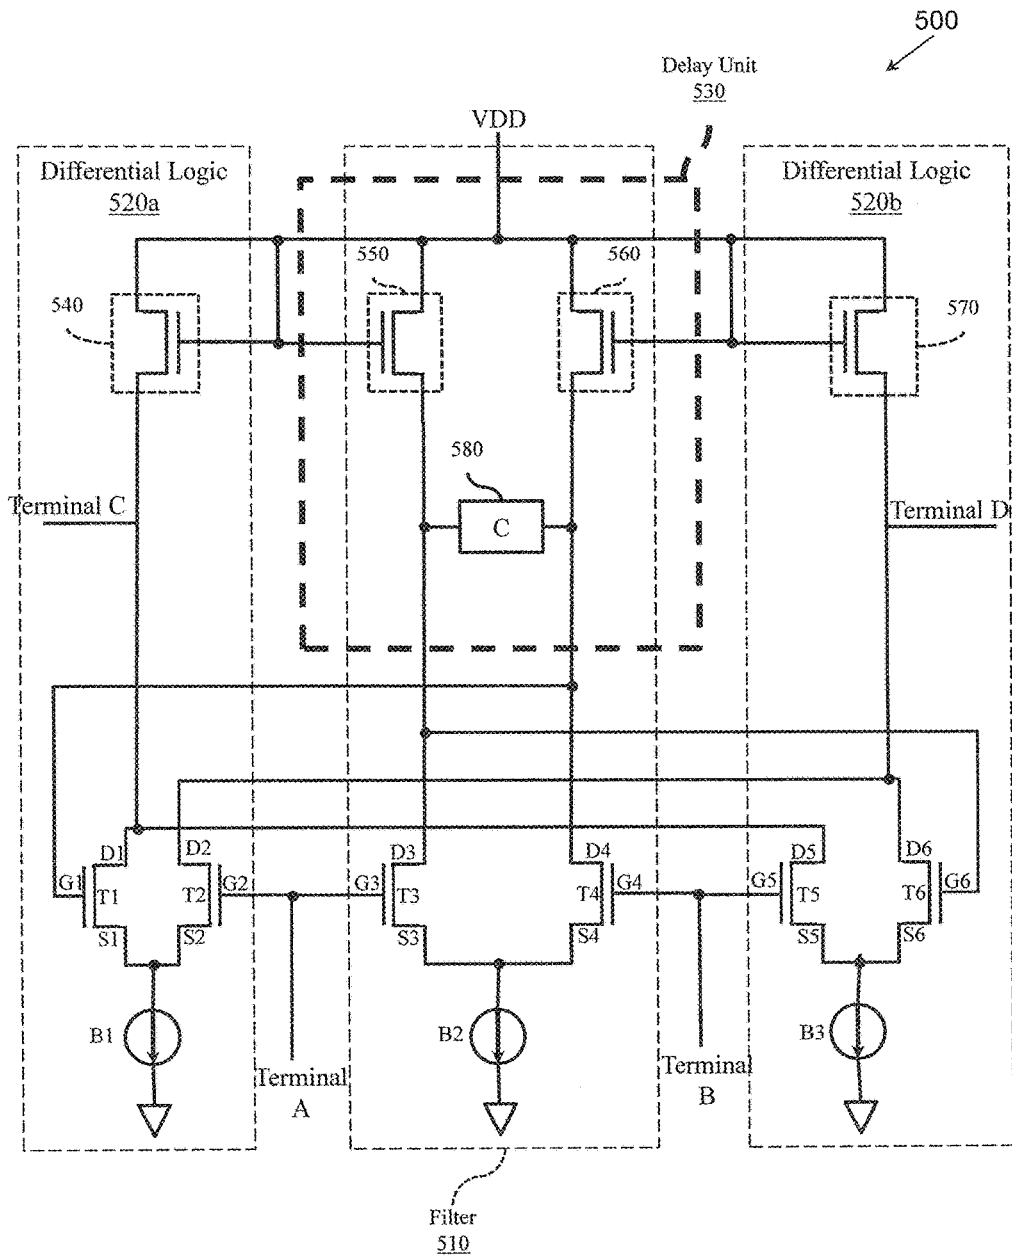 500
Delay Unit
530
VDD
Differential Logic
520a
Differential Logic
520b
540
550
560
570
580
C
Terminal C
Terminal D
D1
D2
D3
D4
D5
D6
G1
T1
T2
G2
G3
T3
T4
G4
G5
T5
T6
G6
S1
S2
S3
S4
S5
S6
B1
B2
B3
Terminal
A
Terminal
B
Filter
510